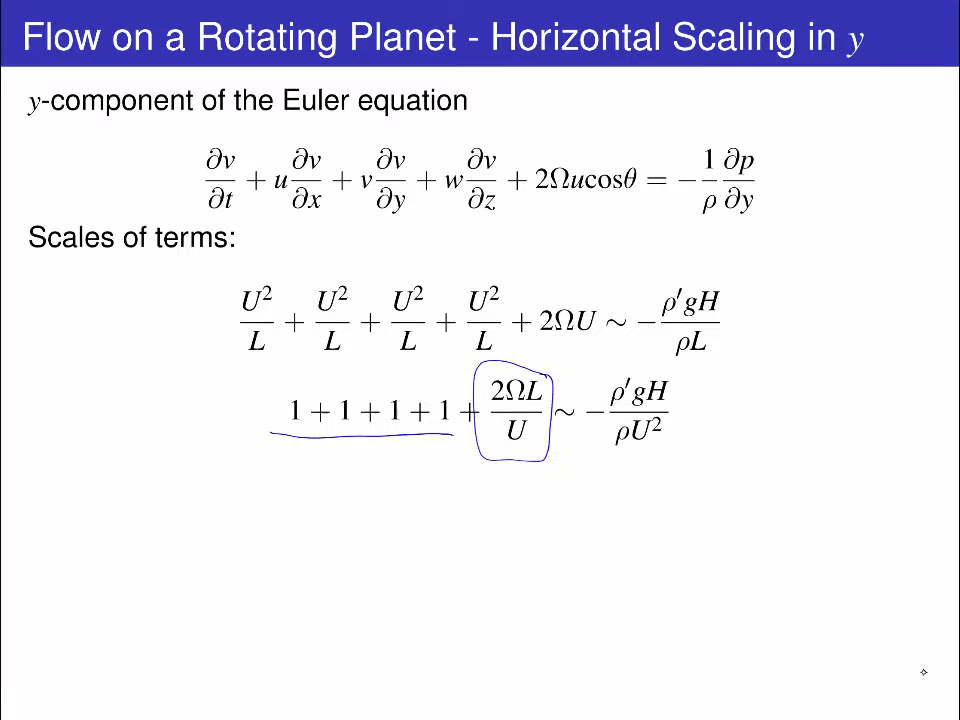 Flow on a Rotating Planet - Horizontal Scaling in y
y-component of the Euler equation
∂v/∂t + u ∂v/∂x + v ∂v/∂y + w ∂v/∂z + 2Ωu cosθ = −(1/ρ) ∂p/∂y
Scales of terms:
U²/L + U²/L + U²/L + U²/L + 2ΩU ∼ −ρ′gH/ρL
1 + 1 + 1 + 1 + 2ΩL/U ∼ −ρ′gH/ρU²